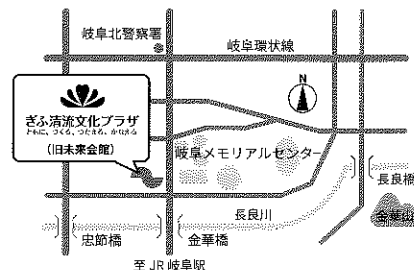 岐阜北警察署
岐阜環状線
N
ぎふ清流文化プラザ
ともに、つくる、つたえる、かなえる
(旧未来会館)
岐阜メモリアルセンター
長良橋
長良川
金華山
忠節橋
金華橋
至 JR 岐阜駅